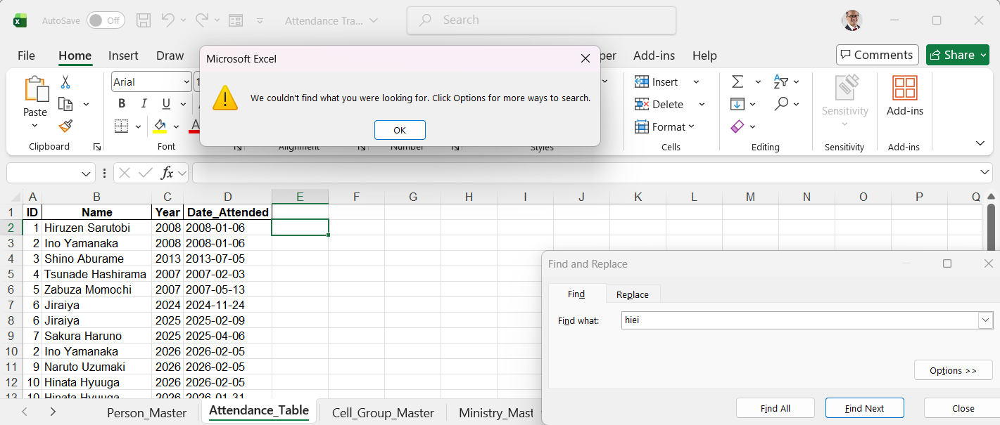 AutoSave Off Attendance Tra... Search
File Home Insert Draw Add-ins Help Comments Share
Microsoft Excel
We couldn't find what you were looking for. Click Options for more ways to search.
OK
Arial
Paste
B I U
Insert
Delete
Format
Sensitivity
Add-ins
Clipboard Font Alignment Number Styles Cells Editing Sensitivity Add-ins
fx
A B C D E F G H I J K L M N O P Q
1 ID Name Year Date_Attended
2 1 Hiruzen Sarutobi 2008 2008-01-06
3 2 Ino Yamanaka 2008 2008-01-06
4 3 Shino Aburame 2013 2013-07-05
5 4 Tsunade Hashirama 2007 2007-02-03
6 5 Zabuza Momochi 2007 2007-05-13
7 6 Jiraiya 2024 2024-11-24
8 6 Jiraiya 2025 2025-02-09
9 7 Sakura Haruno 2025 2025-04-06
10 2 Ino Yamanaka 2026 2026-02-05
11 9 Naruto Uzumaki 2026 2026-02-05
12 10 Hinata Hyuuga 2026 2026-02-05
13 10 Hinata Hyuuga 2026 2026-01-31
Find and Replace
Find Replace
Find what: hiei
Options >>
Find All Find Next Close
Person_Master Attendance_Table Cell_Group_Master Ministry_Mast